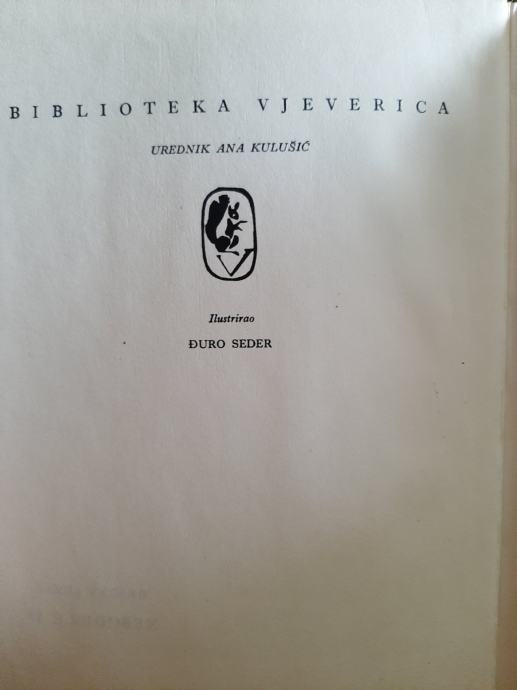 BIBLIOTEKA VJEVERICA
UREDNIK ANA KULUŠIĆ
V
Ilustrirao
ĐURO SEDER